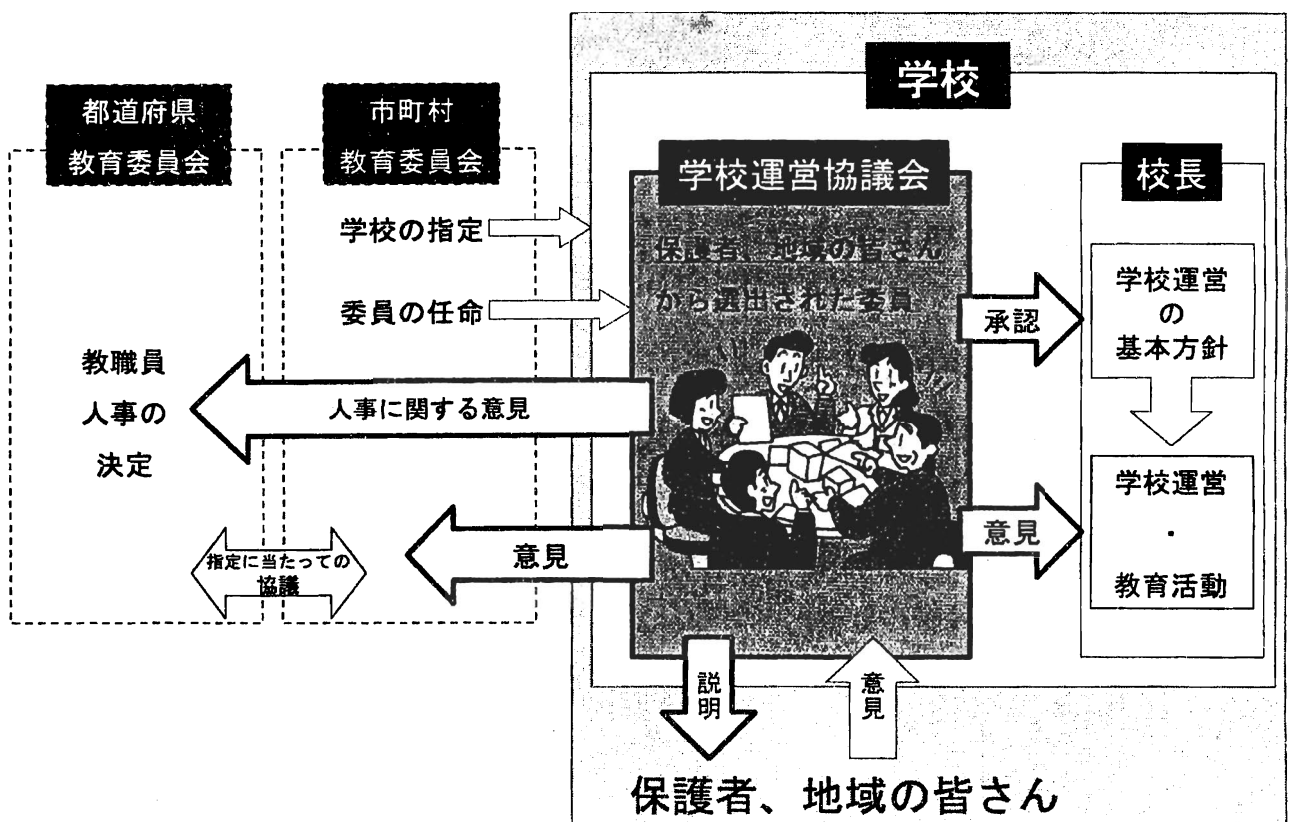 都道府県
教育委員会
教職員
人事の
決定
市町村
教育委員会
学校の指定
委員の任命
人事に関する意見
意見
指定に当たっての
協議
学校
学校運営協議会
保護者、地域の皆さん
から選出された委員
承認
意見
校長
学校運営
の
基本方針
学校運営
・
教育活動
説明
意見
保護者、地域の皆さん